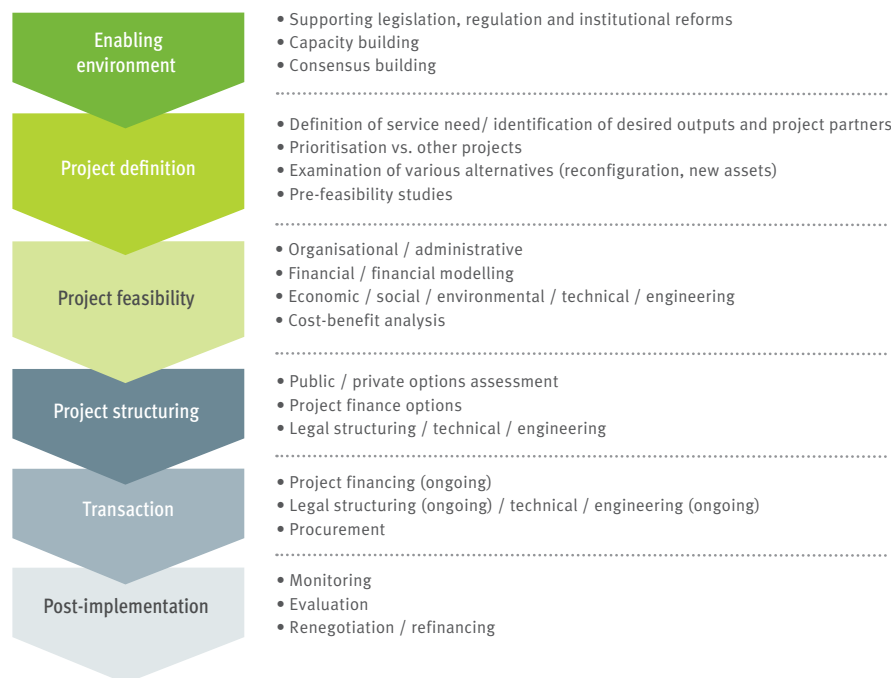 Enabling
environment
• Supporting legislation, regulation and institutional reforms
• Capacity building
• Consensus building
Project definition
• Definition of service need/ identification of desired outputs and project partners
• Prioritisation vs. other projects
• Examination of various alternatives (reconfiguration, new assets)
• Pre-feasibility studies
Project feasibility
• Organisational / administrative
• Financial / financial modelling
• Economic / social / environmental / technical / engineering
• Cost-benefit analysis
Project structuring
• Public / private options assessment
• Project finance options
• Legal structuring / technical / engineering
Transaction
• Project financing (ongoing)
• Legal structuring (ongoing) / technical / engineering (ongoing)
• Procurement
Post-implementation
• Monitoring
• Evaluation
• Renegotiation / refinancing